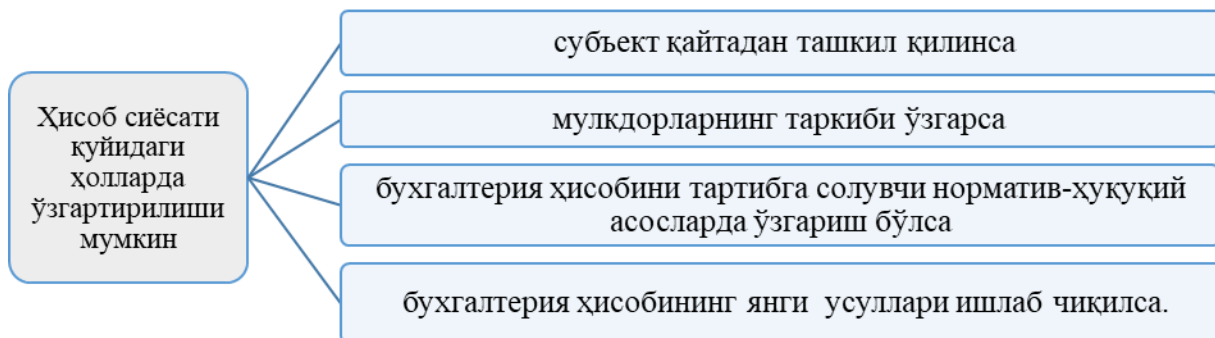 Ҳисоб сиёсати
қуйидаги
ҳолларда
ўзгартирилиши
мумкин
субъект қайтадан ташкил қилинса
мулкдорларнинг таркиби ўзгарса
бухгалтерия ҳисобини тартибга солувчи норматив-ҳуқуқий
асосларда ўзгариш бўлса
бухгалтерия ҳисобининг янги усуллари ишлаб чиқилса.